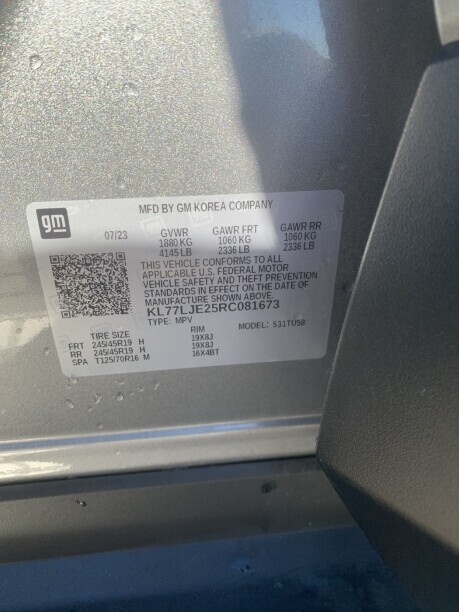 gm
MFD BY GM KOREA COMPANY
07/23 GVWR GAWR FRT GAWR RR
1880 KG 1060 KG 1060 KG
4145 LB 2336 LB 2336 LB
THIS VEHICLE CONFORMS TO ALL
APPLICABLE U.S. FEDERAL MOTOR
VEHICLE SAFETY AND THEFT PREVENTION
STANDARDS IN EFFECT ON THE DATE OF
MANUFACTURE SHOWN ABOVE.
KL77LJE25RC081673
TYPE: MPV MODEL: 531TU58
TIRE SIZE RIM
FRT 245/45R19 H 19X8J
RR 245/45R19 H 19X8J
SPA T125/70R16 M 16X4BT